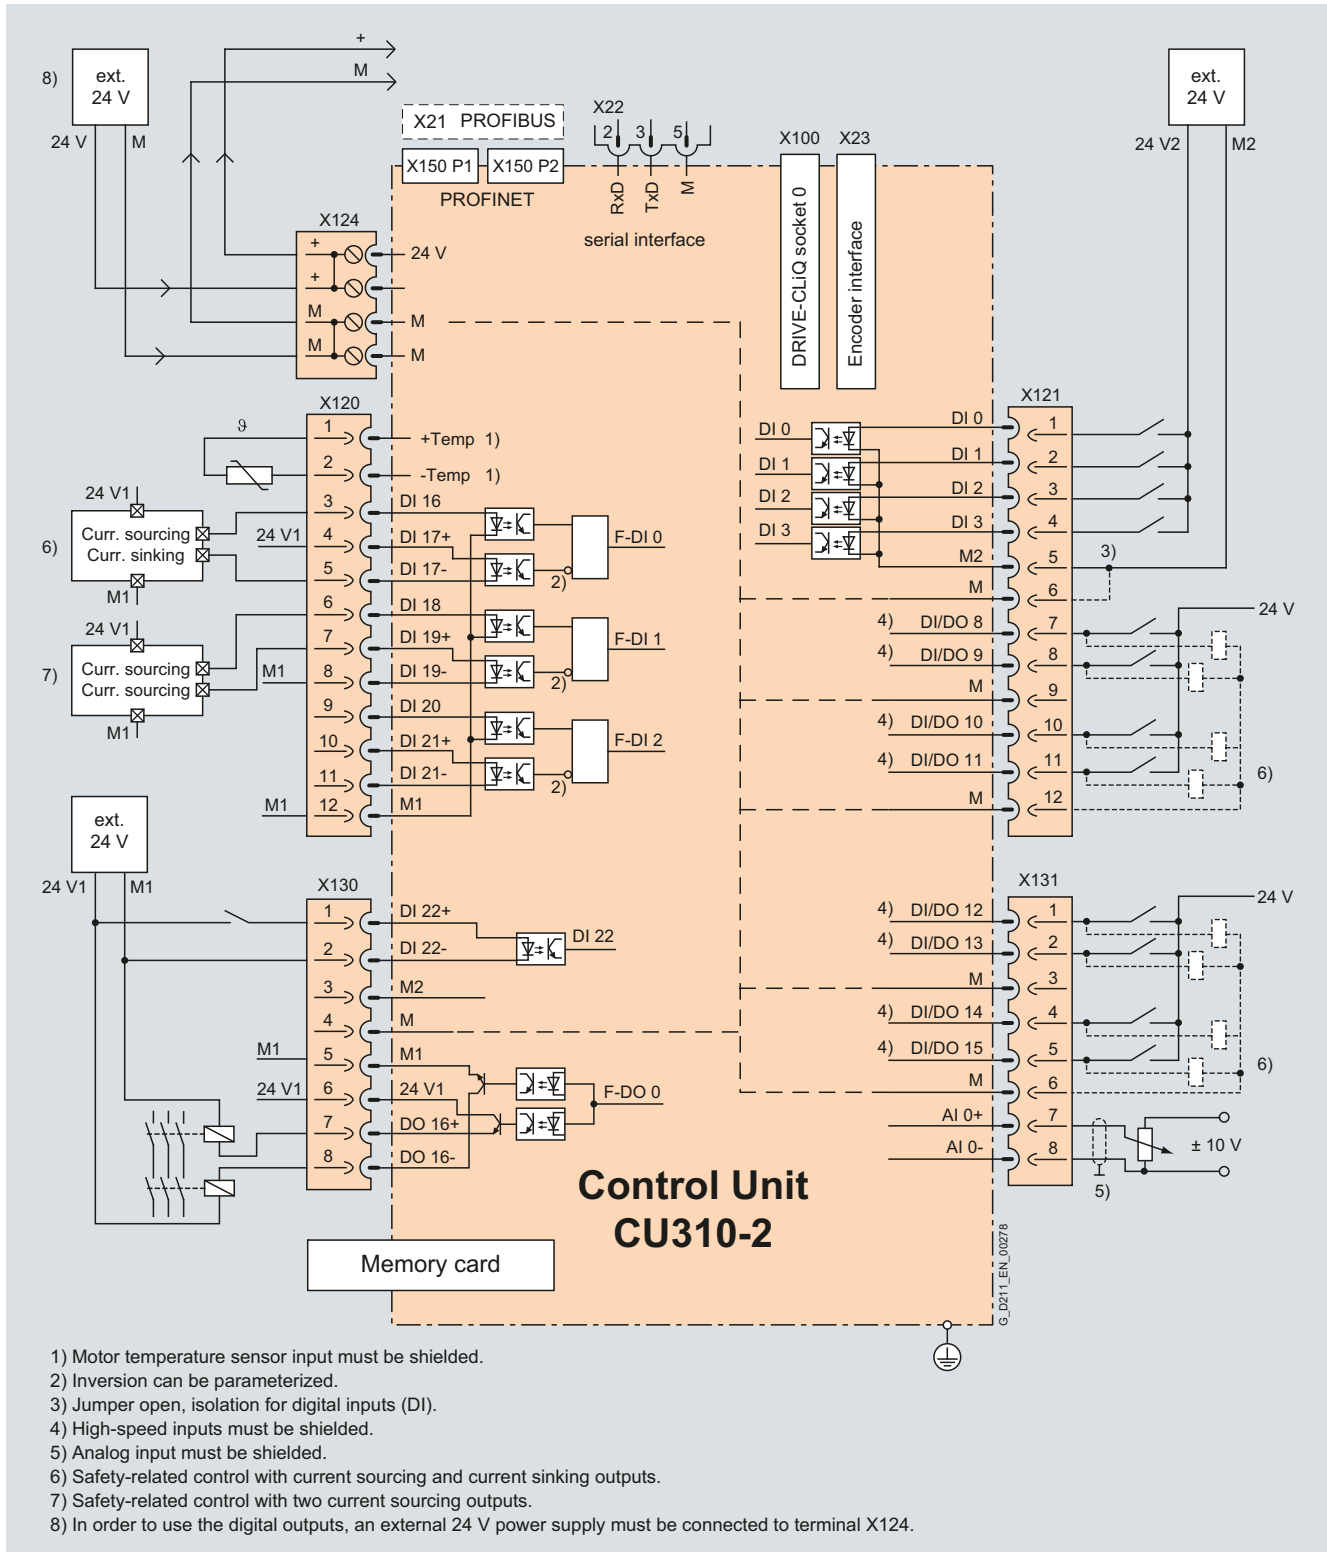 8)
ext.
24 V
24 V
M
+
M
X21 PROFIBUS
X150 P1
X150 P2
PROFINET
X22
2
3
5
RxD
TxD
M
serial interface
X100
X23
DRIVE-CLiQ socket 0
Encoder interface
ext.
24 V
24 V2
M2
X124
+
24 V
+
M
M
M
M
X120
ϑ
1
+Temp 1)
2
-Temp 1)
3
DI 16
4
24 V1
DI 17+
5
DI 17-
6
DI 18
7
DI 19+
8
M1
DI 19-
9
DI 20
10
DI 21+
11
DI 21-
12
M1
M1
F-DI 0
2)
F-DI 1
2)
F-DI 2
2)
6)
24 V1
Curr. sourcing
Curr. sinking
M1
7)
24 V1
Curr. sourcing
Curr. sourcing
M1
ext.
24 V
24 V1
M1
X130
1
DI 22+
2
DI 22-
DI 22
3
M2
4
M
5
M1
M1
6
24 V1
24 V1
7
DO 16+
8
DO 16-
F-DO 0
X121
DI 0
DI 0
1
DI 1
DI 1
2
DI 2
DI 2
3
DI 3
DI 3
4
M2
5
3)
M
6
24 V
4)
DI/DO 8
7
4)
DI/DO 9
8
M
9
4)
DI/DO 10
10
4)
DI/DO 11
11
6)
M
12
X131
24 V
4)
DI/DO 12
1
4)
DI/DO 13
2
M
3
4)
DI/DO 14
4
4)
DI/DO 15
5
6)
M
6
AI 0+
7
AI 0-
8
± 10 V
5)
Control Unit
CU310-2
Memory card
G_D211_EN_00278
1) Motor temperature sensor input must be shielded.
2) Inversion can be parameterized.
3) Jumper open, isolation for digital inputs (DI).
4) High-speed inputs must be shielded.
5) Analog input must be shielded.
6) Safety-related control with current sourcing and current sinking outputs.
7) Safety-related control with two current sourcing outputs.
8) In order to use the digital outputs, an external 24 V power supply must be connected to terminal X124.